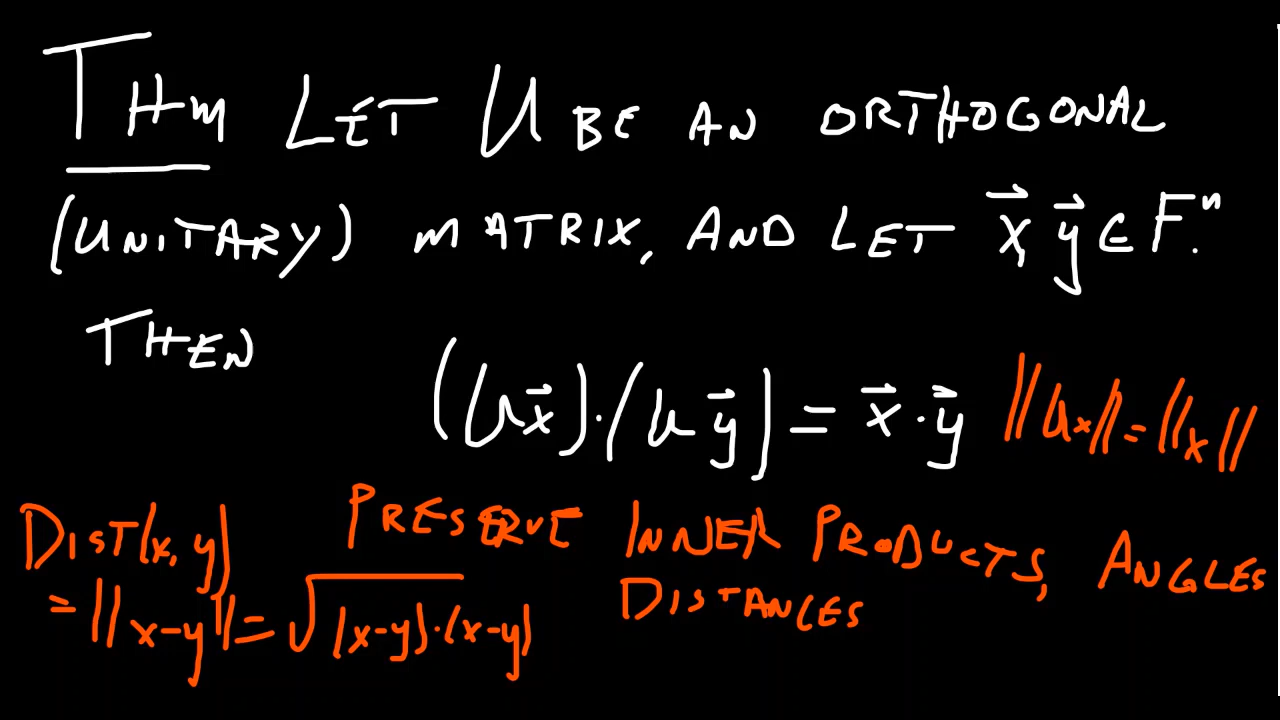 THM LET U BE AN ORTHOGONAL
(UNITARY) MATRIX, AND LET x⃗ y⃗ ∈ Fⁿ.
THEN
(Ux⃗)·(Uy⃗) = x⃗·y⃗ ||Ux|| = ||x||
PRESERVE INNER PRODUCTS, ANGLES
DISTANCES
DIST(x, y)
= ||x-y|| = √(x-y)·(x-y)